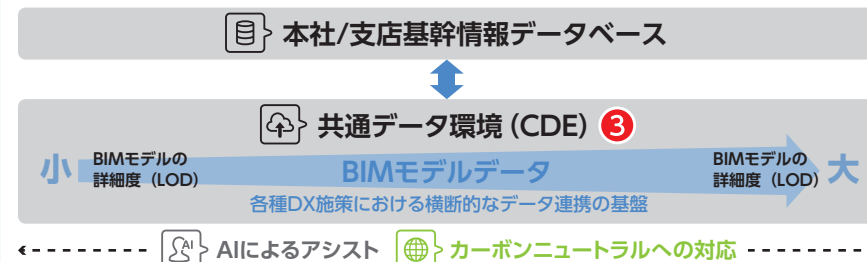 本社/支店基幹情報データベース
共通データ環境（CDE） 3
小 BIMモデルの
詳細度（LOD）
BIMモデルデータ
BIMモデルの
詳細度（LOD） 大
各種DX施策における横断的なデータ連携の基盤
AI AIによるアシスト カーボンニュートラルへの対応